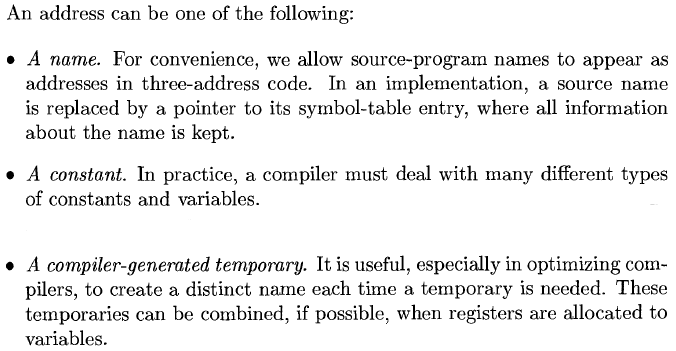 An address can be one of the following:
• A name. For convenience, we allow source-program names to appear as
addresses in three-address code. In an implementation, a source name
is replaced by a pointer to its symbol-table entry, where all information
about the name is kept.
• A constant. In practice, a compiler must deal with many different types
of constants and variables.
• A compiler-generated temporary. It is useful, especially in optimizing com-
pilers, to create a distinct name each time a temporary is needed. These
temporaries can be combined, if possible, when registers are allocated to
variables.